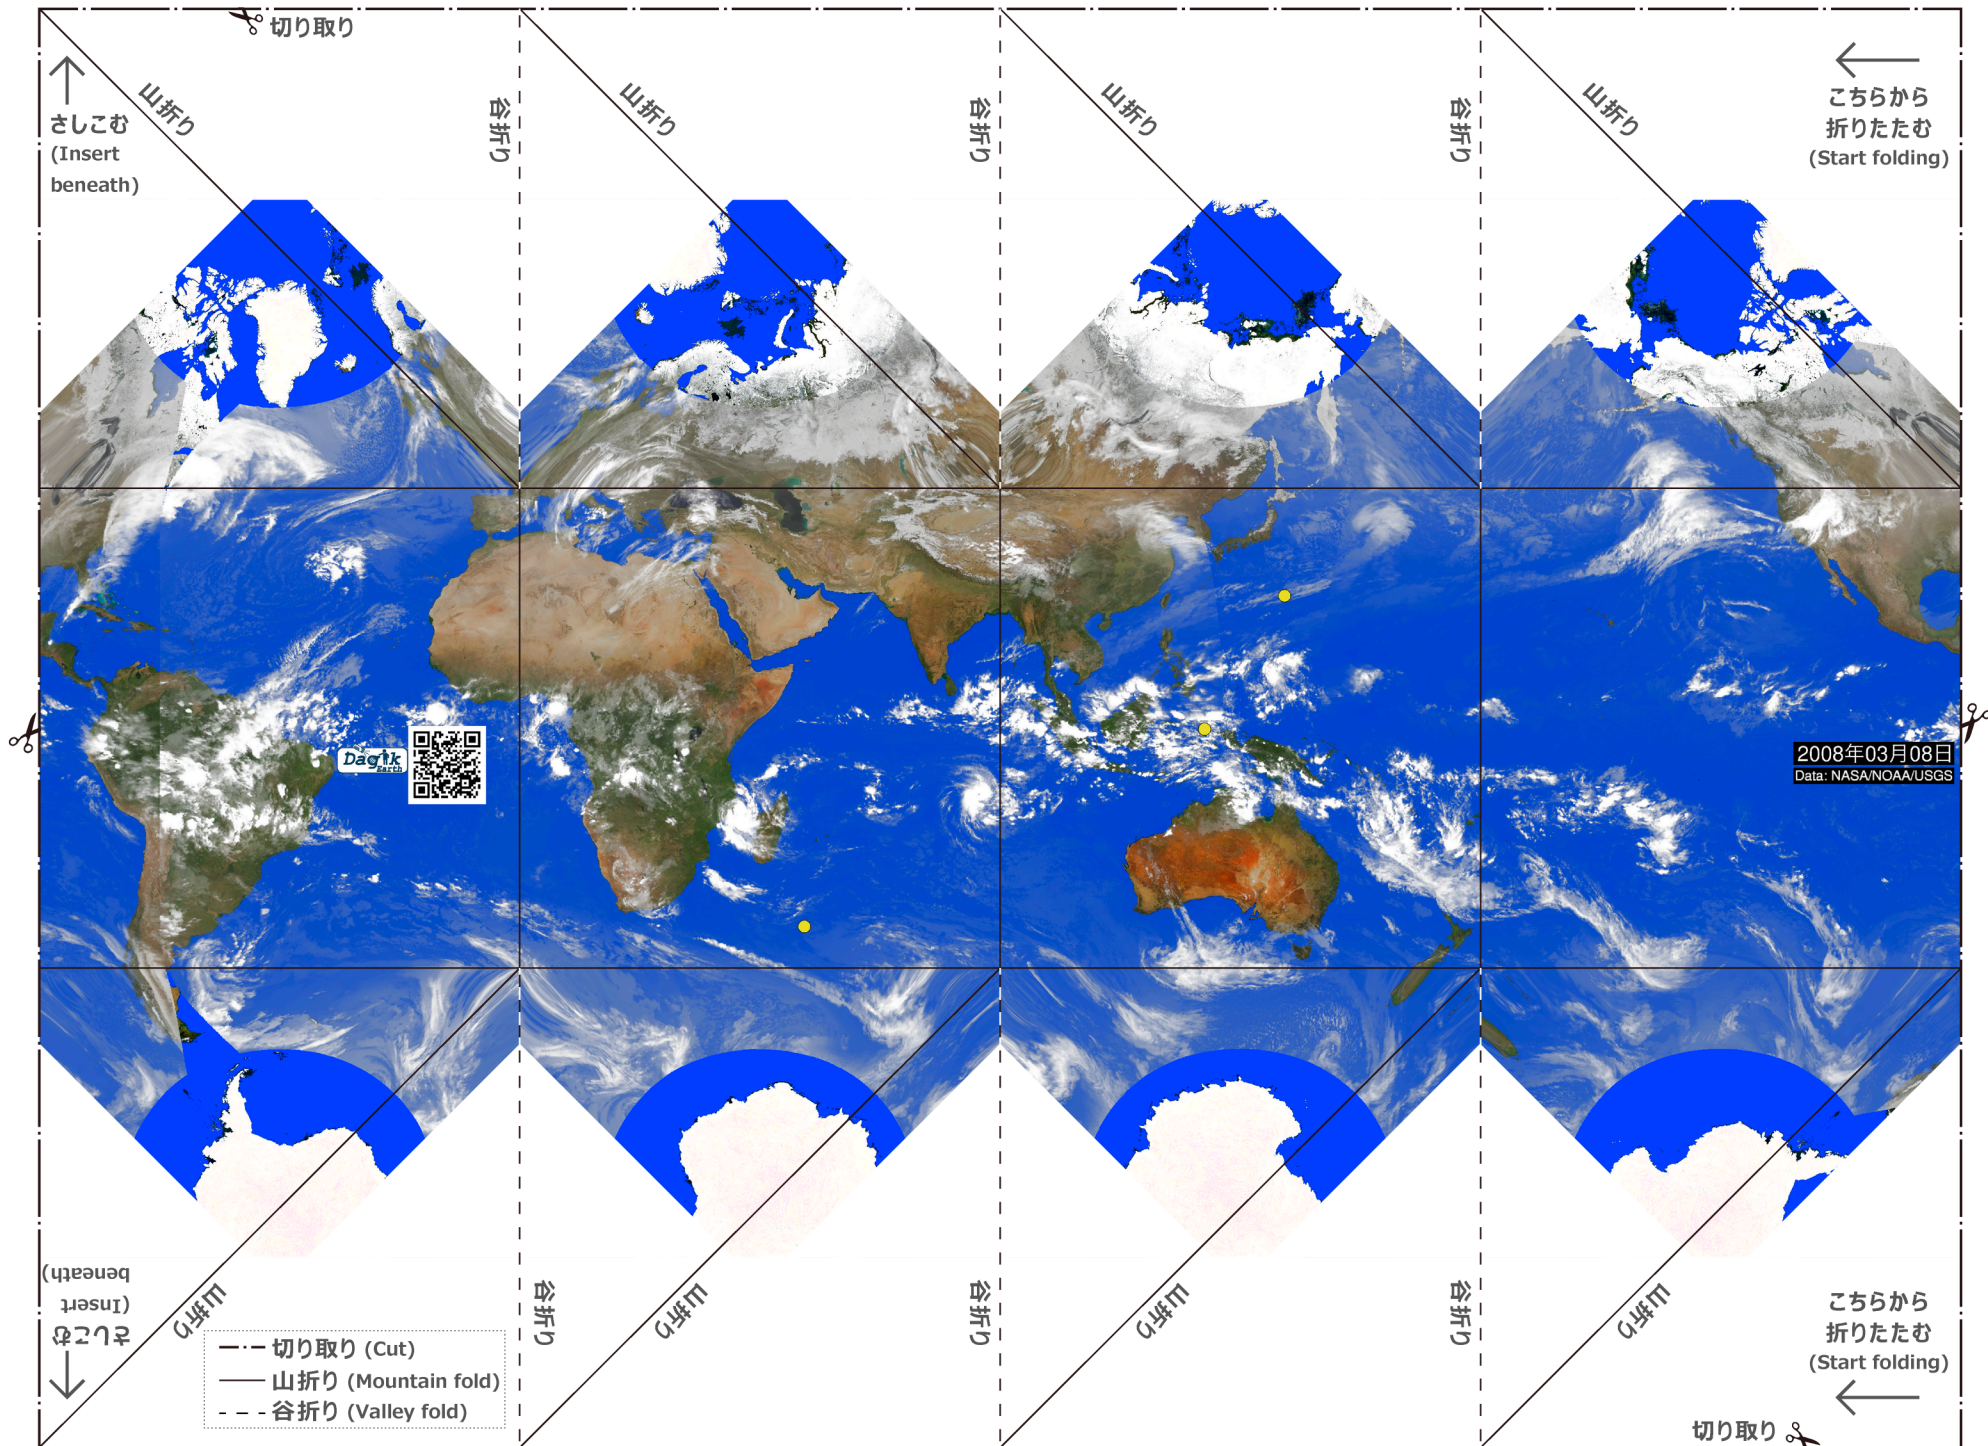 切り取り
さしこむ
(Insert
beneath)
山折り
谷折り
山折り
谷折り
山折り
谷折り
山折り
こちらから
折りたたむ
(Start folding)
Dagik
Earth
2008年03月08日
Data: NASA/NOAA/USGS
さしこむ
(Insert
beneath)
山折り
谷折り
山折り
谷折り
山折り
谷折り
山折り
こちらから
折りたたむ
(Start folding)
切り取り (Cut)
山折り (Mountain fold)
谷折り (Valley fold)
切り取り